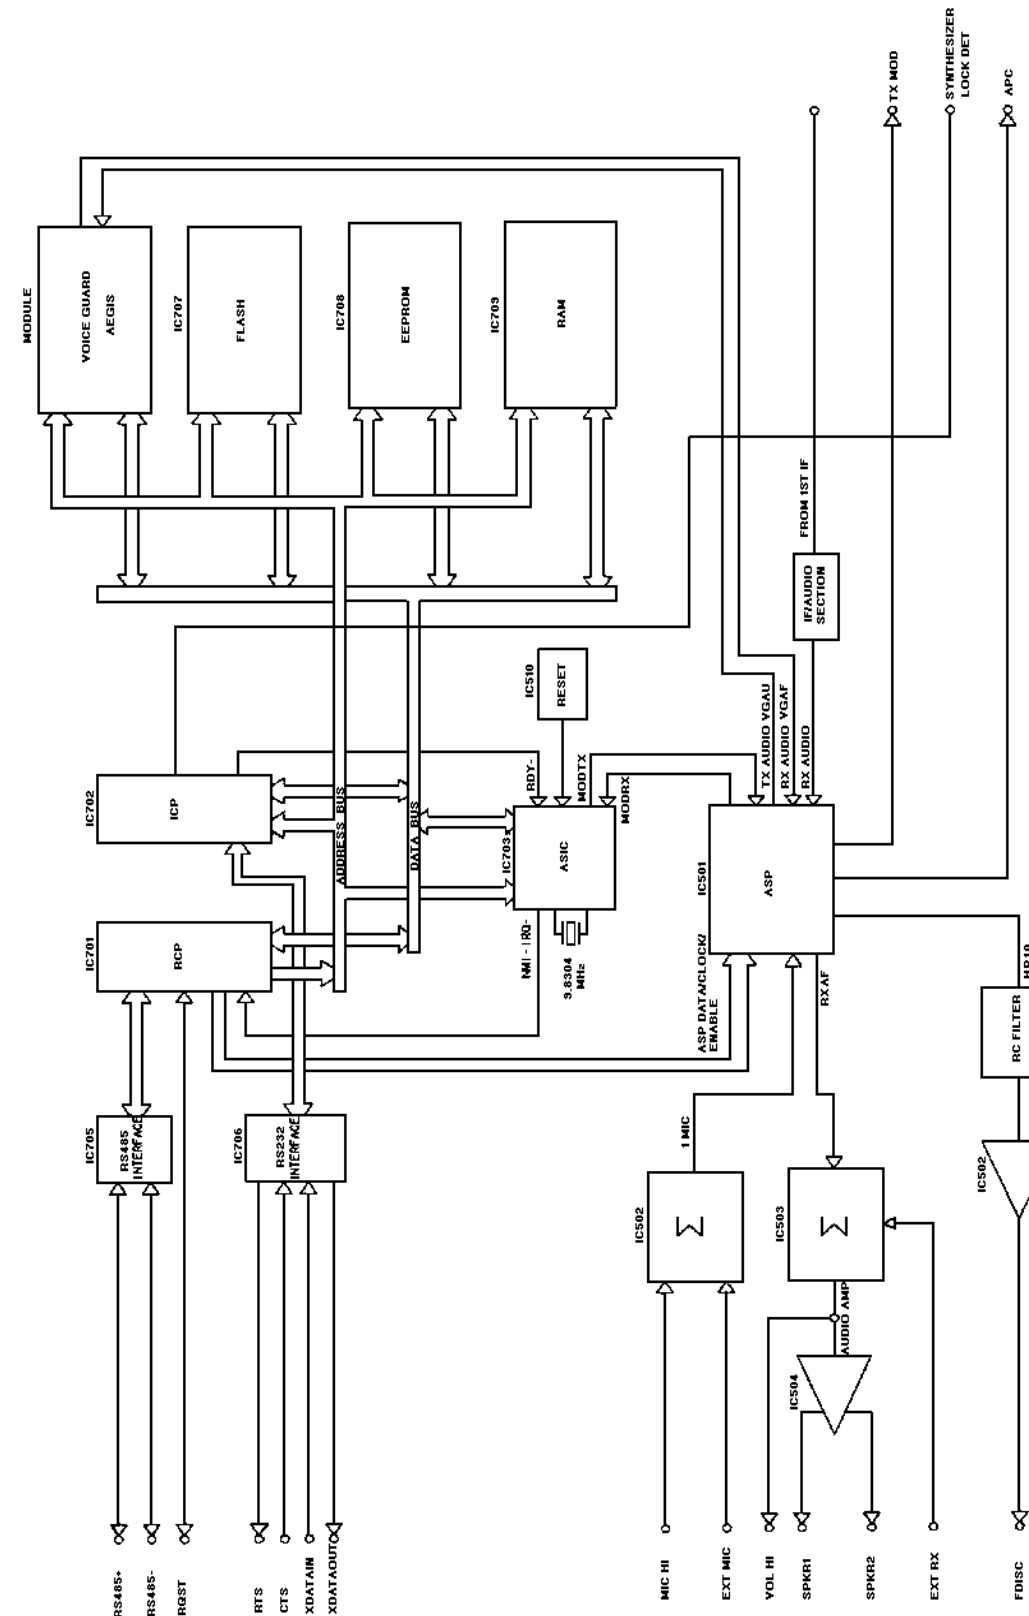 MODULE
VOICE GUARD
AEGIS
IC707
FLASH
IC708
EEPROM
IC709
RAM
TX MOD
SYNTHESIZER
LOCK DET
APC
FROM 1ST IF
IF/AUDIO
SECTION
IC702
ICP
ADDRESS BUS
DATA BUS
IC510
RESET
RDY-
MODTX
MODRX
IC703
ASIC
NMI - IRQ-
9.8304
MHz
TX AUDIO VGAU
RX AUDIO VGAF
RX AUDIO
IC501
ASP
IC701
RCP
ASP DATA/CLOCK/
ENABLE
RXAF
RC FILTER
IC705
RS485
INTERFACE
IC706
RS232
INTERFACE
1 MIC
IC502
Σ
IC503
Σ
IC502
AUDIO AMP
IC504
RS485+
RS485-
RQST
RTS
CTS
XDATAIN
XDATAOUT
MIC HI
EXT MIC
VOL HI
SPKR1
SPKR2
EXT RX
FDISC